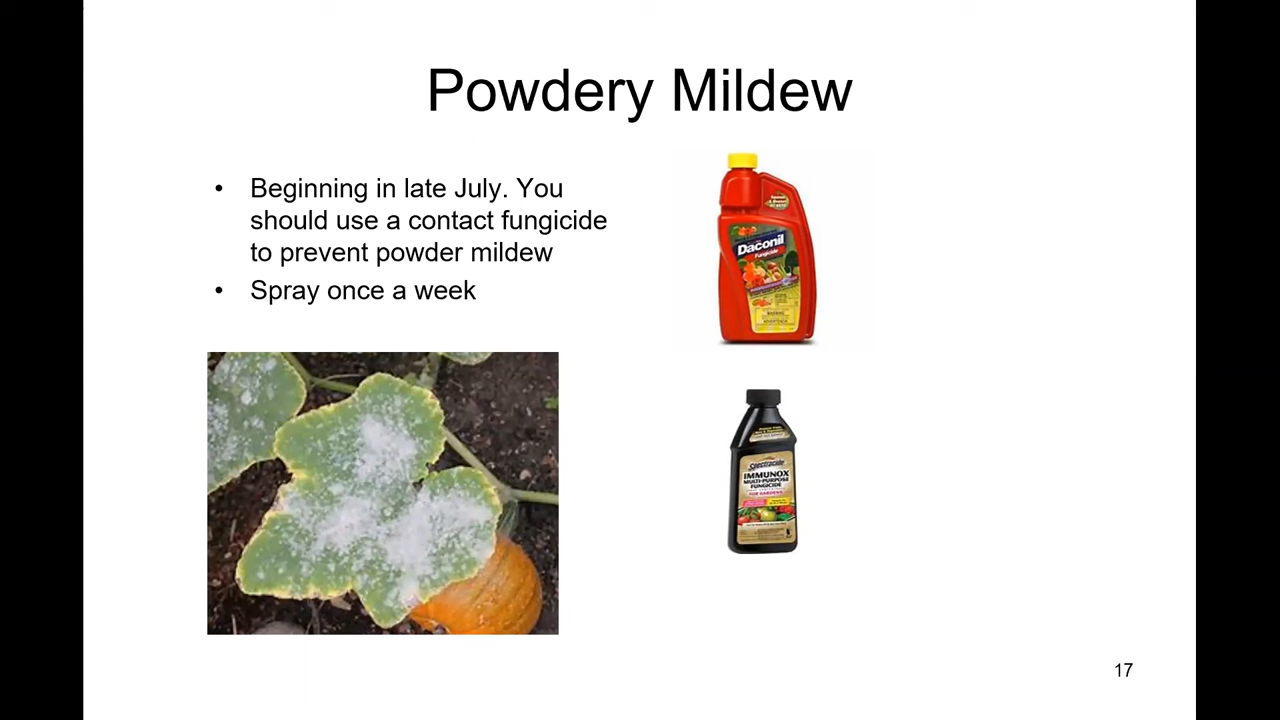 Powdery Mildew
• Beginning in late July. You
should use a contact fungicide
to prevent powder mildew
• Spray once a week
Daconil
Fungicide
Spectracide
IMMUNOX
MULTI-PURPOSE
FUNGICIDE
FOR GARDENS
17